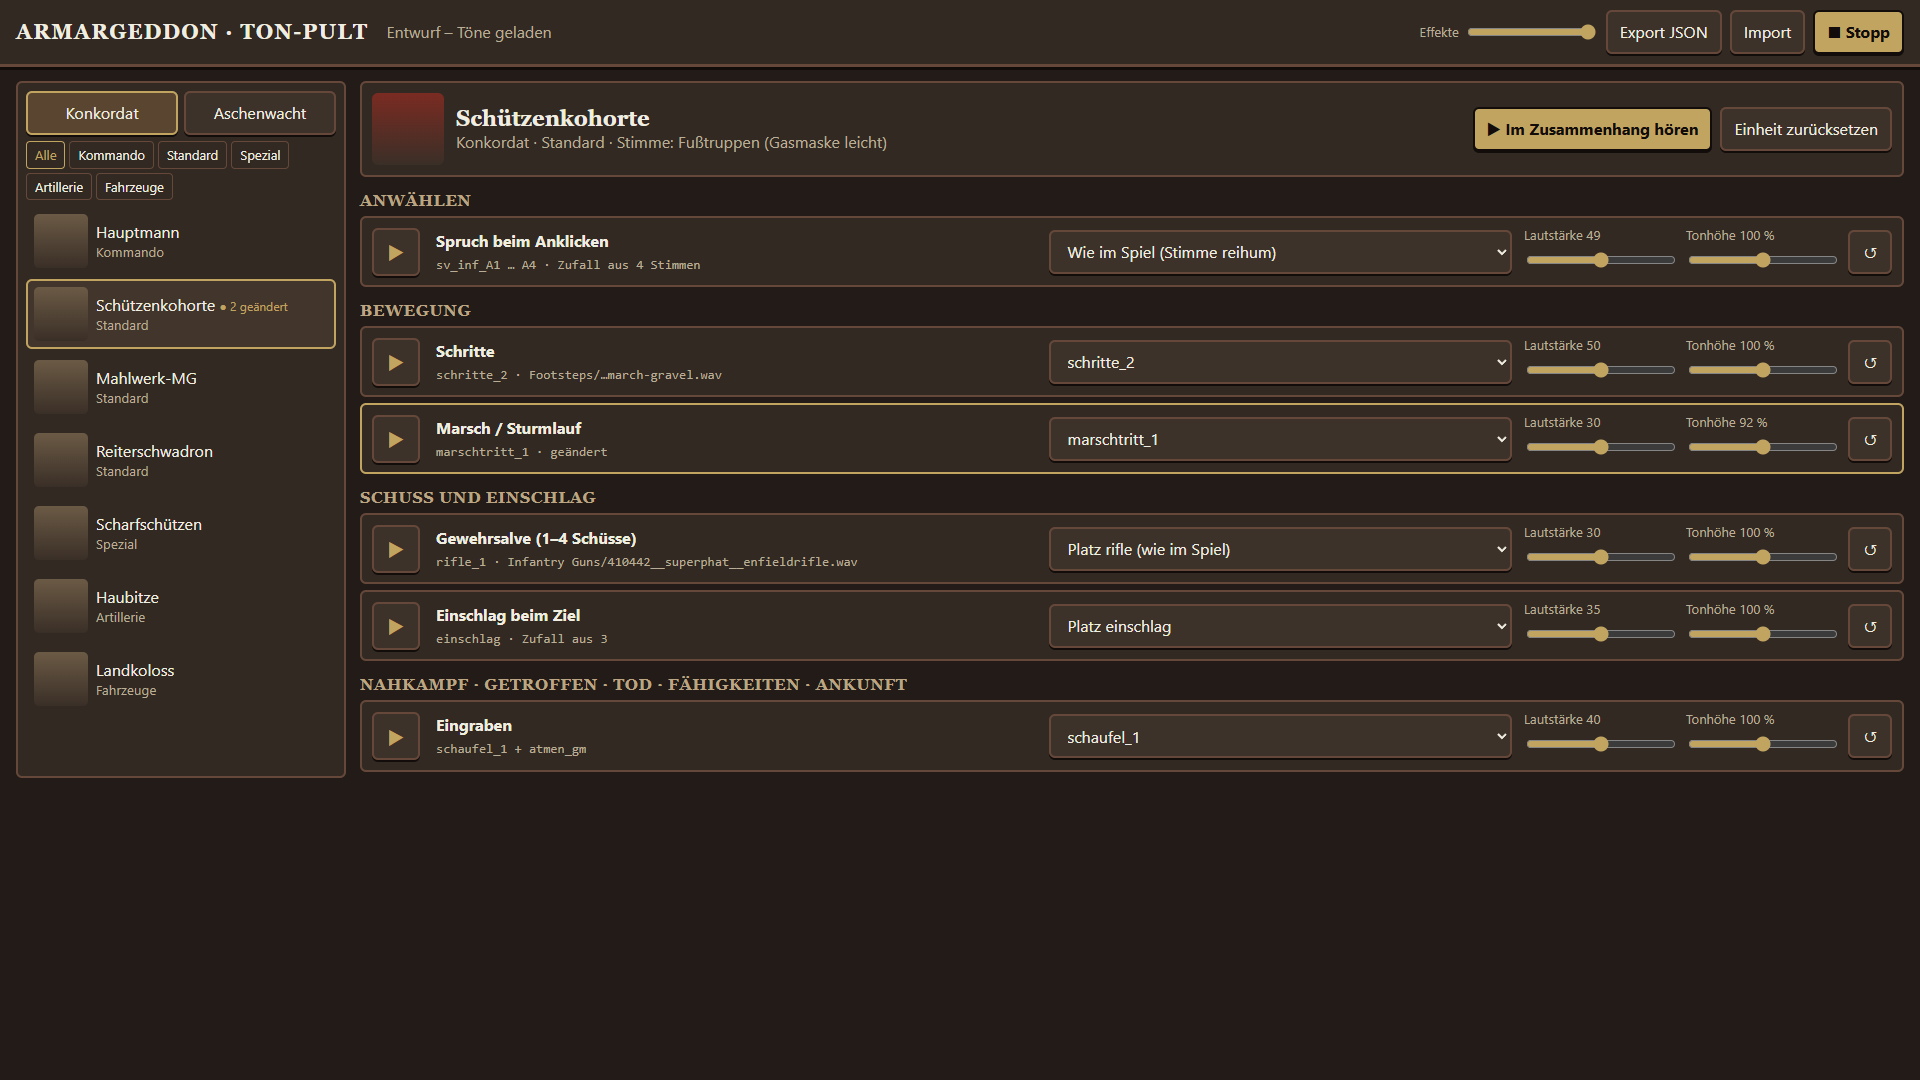 ARMARGEDDON · TON-PULT
Entwurf – Töne geladen
Effekte
Export JSON
Import
■ Stopp
Konkordat
Aschenwacht
Alle
Kommando
Standard
Spezial
Artillerie
Fahrzeuge
Hauptmann
Kommando
Schützenkohorte ● 2 geändert
Standard
Mahlwerk-MG
Standard
Reiterschwadron
Standard
Scharfschützen
Spezial
Haubitze
Artillerie
Landkoloss
Fahrzeuge
Schützenkohorte
Konkordat · Standard · Stimme: Fußtruppen (Gasmaske leicht)
▶ Im Zusammenhang hören
Einheit zurücksetzen
ANWÄHLEN
Spruch beim Anklicken
sv_inf_A1 … A4 · Zufall aus 4 Stimmen
Wie im Spiel (Stimme reihum)
Lautstärke 49
Tonhöhe 100 %
↺
BEWEGUNG
Schritte
schritte_2 · Footsteps/…march-gravel.wav
schritte_2
Lautstärke 50
Tonhöhe 100 %
↺
Marsch / Sturmlauf
marschtritt_1 · geändert
marschtritt_1
Lautstärke 30
Tonhöhe 92 %
↺
SCHUSS UND EINSCHLAG
Gewehrsalve (1–4 Schüsse)
rifle_1 · Infantry Guns/410442__superphat__enfieldrifle.wav
Platz rifle (wie im Spiel)
Lautstärke 30
Tonhöhe 100 %
↺
Einschlag beim Ziel
einschlag · Zufall aus 3
Platz einschlag
Lautstärke 35
Tonhöhe 100 %
↺
NAHKAMPF · GETROFFEN · TOD · FÄHIGKEITEN · ANKUNFT
Eingraben
schaufel_1 + atmen_gm
schaufel_1
Lautstärke 40
Tonhöhe 100 %
↺